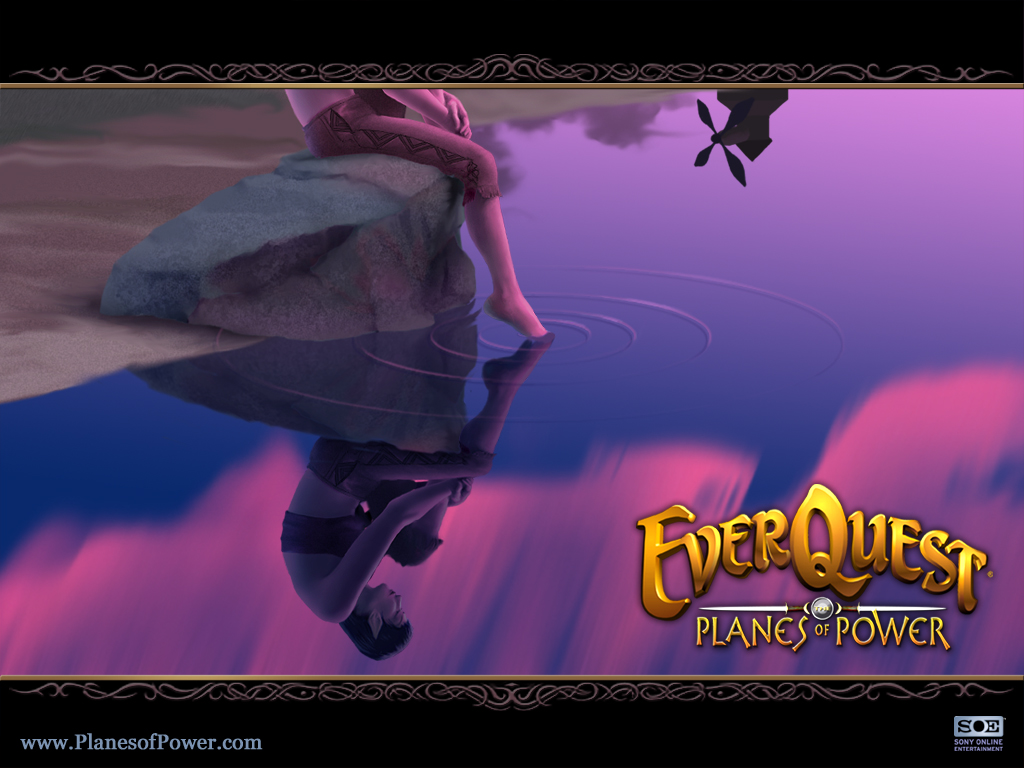 EVERQUEST®
PLANES OF POWER
www.PlanesofPower.com
SOE
SONY ONLINE
ENTERTAINMENT